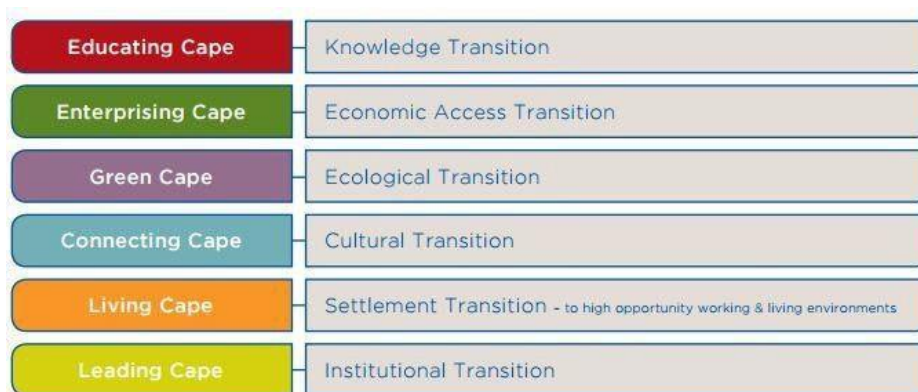 Educating Cape Knowledge Transition
Enterprising Cape Economic Access Transition
Green Cape Ecological Transition
Connecting Cape Cultural Transition
Living Cape Settlement Transition - to high opportunity working & living environments
Leading Cape Institutional Transition